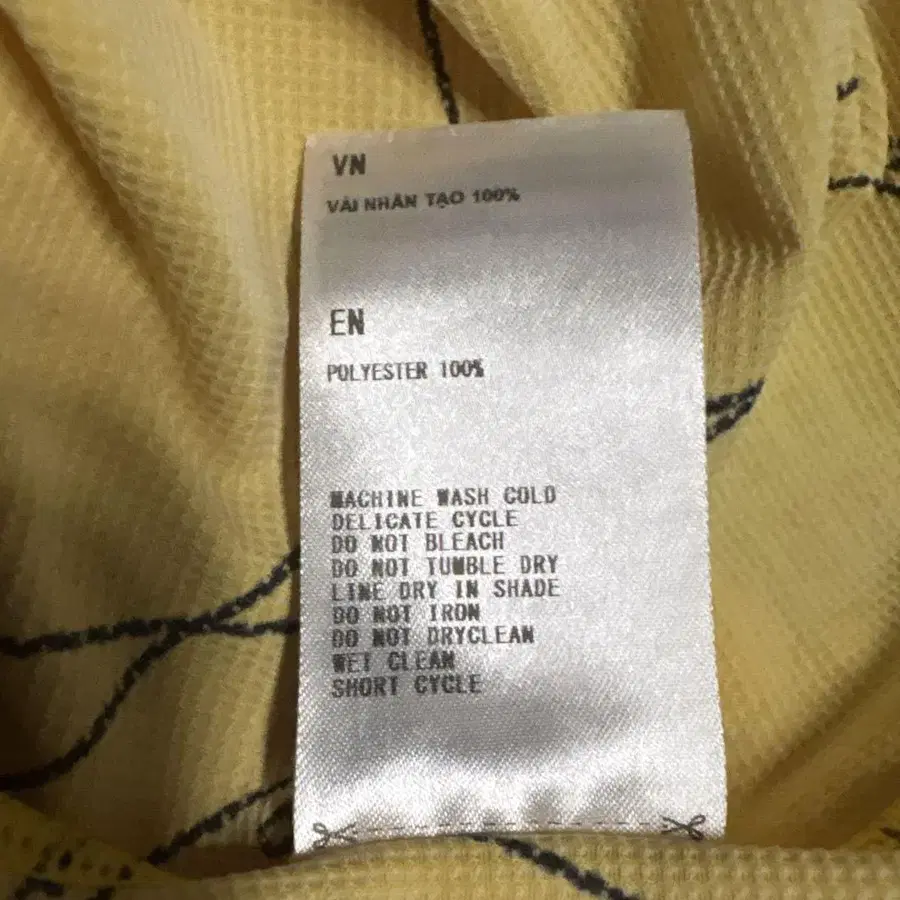 VN
VẢI NHÂN TẠO 100%
EN
POLYESTER 100%
MACHINE WASH COLD
DELICATE CYCLE
DO NOT BLEACH
DO NOT TUMBLE DRY
LINE DRY IN SHADE
DO NOT IRON
DO NOT DRYCLEAN
WET CLEAN
SHORT CYCLE